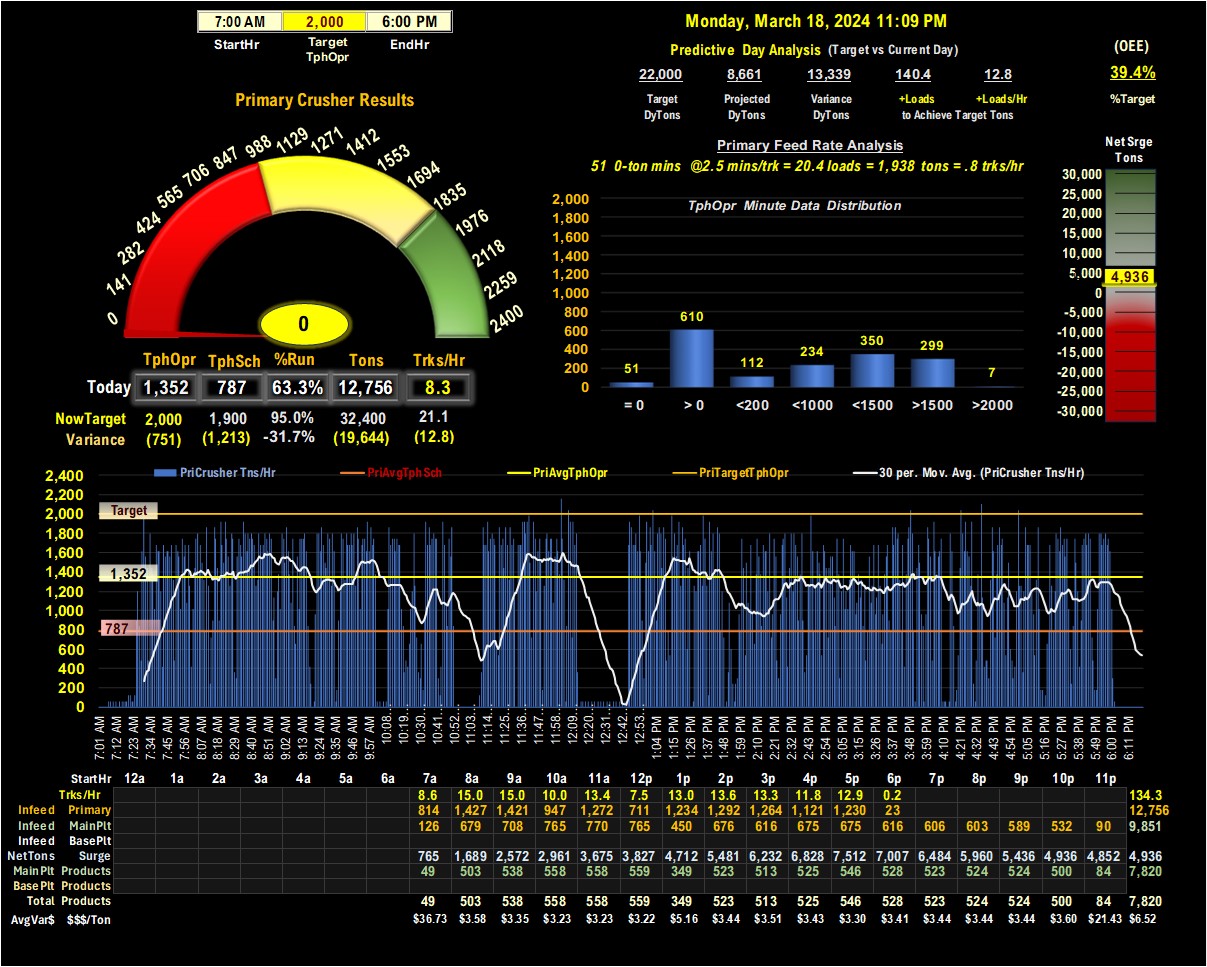 7:00 AM 2,000 6:00 PM
StartHr Target TphOpr EndHr
Monday, March 18, 2024 11:09 PM
Predictive Day Analysis (Target vs Current Day)
(OEE)
22,000 8,661 13,339 140.4 12.8
39.4%
Target DyTons Projected DyTons Variance DyTons +Loads +Loads/Hr to Achieve Target Tons
%Target
Primary Crusher Results
0 141 282 424 565 706 847 988 1129 1271 1412 1553 1694 1835 1976 2118 2259 2400
0
Primary Feed Rate Analysis
51 0-ton mins @2.5 mins/trk = 20.4 loads = 1,938 tons = .8 trks/hr
TphOpr Minute Data Distribution
2,000
1,800
1,600
1,400
1,200
1,000
800
600
400
200
0
51 610 112 234 350 299 7
= 0 > 0 <200 <1000 <1500 >1500 >2000
Net Srge
Tons
30,000
25,000
20,000
15,000
10,000
5,000
4,936
0
-5,000
-10,000
-15,000
-20,000
-25,000
-30,000
TphOpr TphSch %Run Tons Trks/Hr
Today 1,352 787 63.3% 12,756 8.3
NowTarget 2,000 1,900 95.0% 32,400 21.1
Variance (751) (1,213) -31.7% (19,644) (12.8)
PriCrusher Tns/Hr PriAvgTphSch PriAvgTphOpr PriTargetTphOpr 30 per. Mov. Avg. (PriCrusher Tns/Hr)
2,400
2,200
2,000
1,800
1,600
1,400
1,200
1,000
800
600
400
200
0
Target
1,352
787
7:01 AM 7:12 AM 7:23 AM 7:34 AM 7:45 AM 7:56 AM 8:07 AM 8:18 AM 8:29 AM 8:40 AM 8:51 AM 9:02 AM 9:13 AM 9:24 AM 9:35 AM 9:46 AM 9:57 AM 10:08… 10:19… 10:30… 10:41… 10:52… 11:03… 11:14… 11:25… 11:36… 11:47… 11:58… 12:09… 12:20… 12:31… 12:42… 12:53… 1:04 PM 1:15 PM 1:26 PM 1:37 PM 1:48 PM 1:59 PM 2:10 PM 2:21 PM 2:32 PM 2:43 PM 2:54 PM 3:05 PM 3:15 PM 3:26 PM 3:37 PM 3:48 PM 3:59 PM 4:10 PM 4:21 PM 4:32 PM 4:43 PM 4:54 PM 5:05 PM 5:16 PM 5:27 PM 5:38 PM 5:49 PM 6:00 PM 6:11 PM
StartHr 12a 1a 2a 3a 4a 5a 6a 7a 8a 9a 10a 11a 12p 1p 2p 3p 4p 5p 6p 7p 8p 9p 10p 11p
Trks/Hr 8.6 15.0 15.0 10.0 13.4 7.5 13.0 13.6 13.3 11.8 12.9 0.2 134.3
Infeed Primary 814 1,427 1,421 947 1,272 711 1,234 1,292 1,264 1,121 1,230 23 12,756
Infeed MainPlt 126 679 708 765 770 765 450 676 616 675 675 616 606 603 589 532 90 9,851
Infeed BasePlt
NetTons Surge 765 1,689 2,572 2,961 3,675 3,827 4,712 5,481 6,232 6,828 7,512 7,007 6,484 5,960 5,436 4,936 4,852 4,936
MainPlt Products 49 503 538 558 558 559 349 523 513 525 546 528 523 524 524 500 84 7,820
BasePlt Products
Total Products 49 503 538 558 558 559 349 523 513 525 546 528 523 524 524 500 84 7,820
AvgVar$ $$$/Ton $36.73 $3.58 $3.35 $3.23 $3.23 $3.22 $5.16 $3.44 $3.51 $3.43 $3.30 $3.41 $3.44 $3.44 $3.44 $3.60 $21.43 $6.52